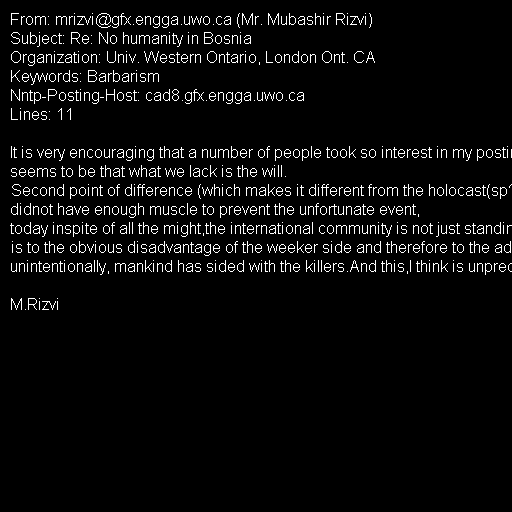 From: mrizvi@gfx.engga.uwo.ca (Mr. Mubashir Rizvi)
Subject: Re: No humanity in Bosnia
Organization: Univ. Western Ontario, London Ont. CA
Keywords: Barbarism
Nntp-Posting-Host: cad8.gfx.engga.uwo.ca
Lines: 11

It is very encouraging that a number of people took so interest in my
seems to be that what we lack is the will.
Second point of difference (which makes it different from the holocast(sp?
didnot have enough muscle to prevent the unfortunate event,
today inspite of all the might,the international community is not just
is to the obvious disadvantage of the weeker side and therefore to the
unintentionally, mankind has sided with the killers.And this,I think is

M.Rizvi